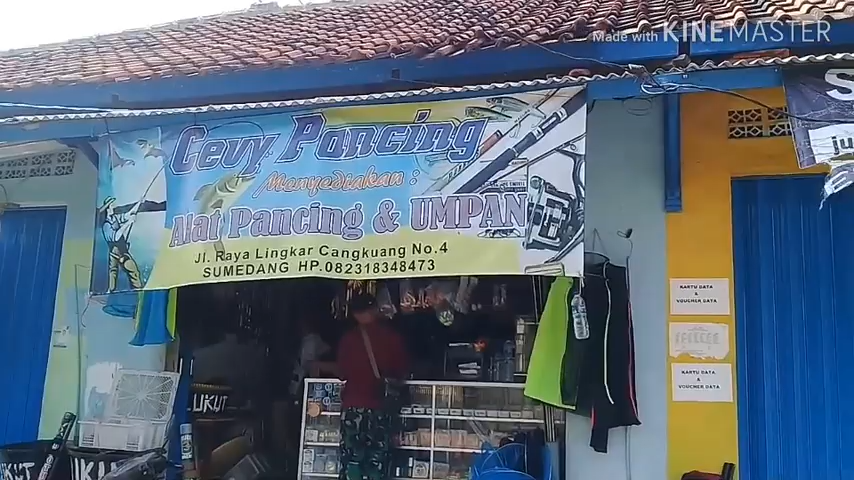 Made with KINEMASTER
Cevy Pancing
Menyediakan :
Alat Pancing & UMPAN
Jl. Raya Lingkar Cangkuang No.4
SUMEDANG HP.082318348473
KARTU DATA
&
VOUCHER DATA
KARTU DATA
&
VOUCHER DATA